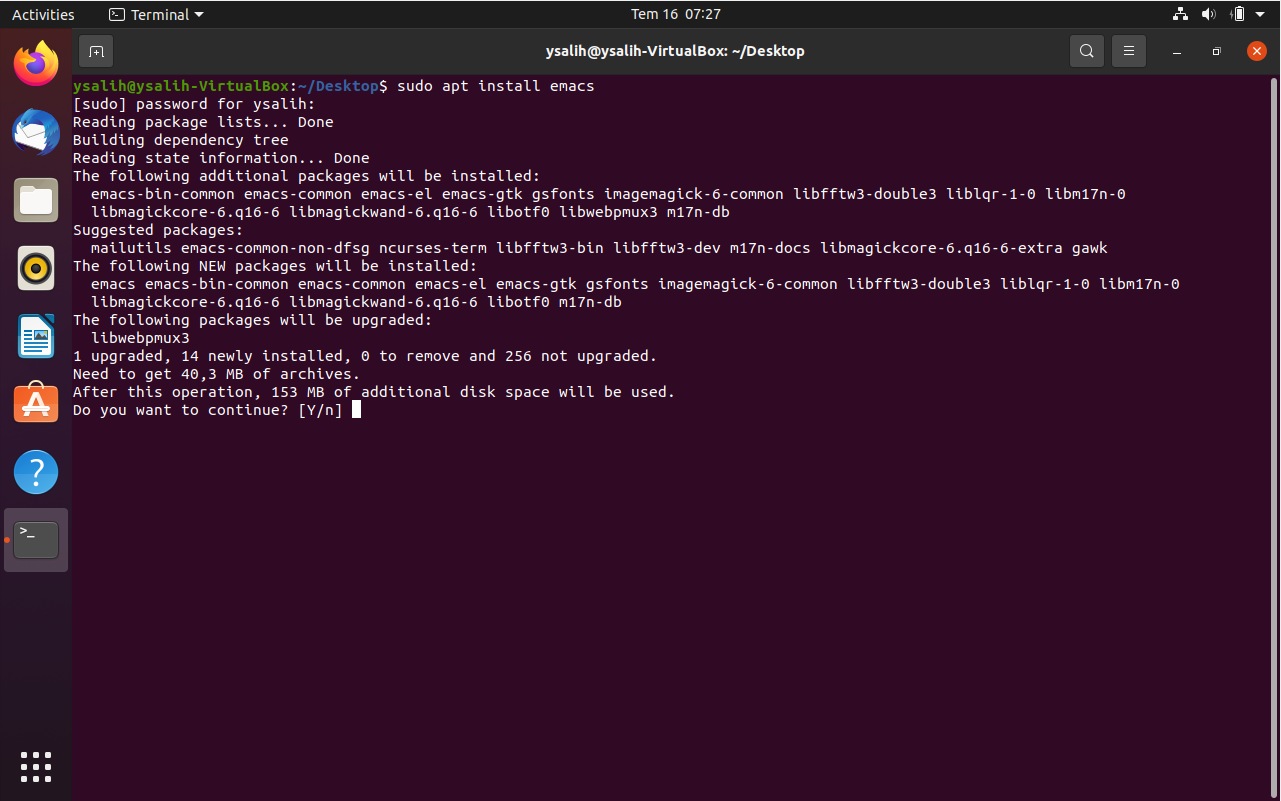 Activities Terminal Tem 16 07:27
ysalih@ysalih-VirtualBox: ~/Desktop
ysalih@ysalih-VirtualBox:~/Desktop$ sudo apt install emacs
[sudo] password for ysalih:
Reading package lists... Done
Building dependency tree
Reading state information... Done
The following additional packages will be installed:
  emacs-bin-common emacs-common emacs-el emacs-gtk gsfonts imagemagick-6-common libfftw3-double3 liblqr-1-0 libm17n-0
  libmagickcore-6.q16-6 libmagickwand-6.q16-6 libotf0 libwebpmux3 m17n-db
Suggested packages:
  mailutils emacs-common-non-dfsg ncurses-term libfftw3-bin libfftw3-dev m17n-docs libmagickcore-6.q16-6-extra gawk
The following NEW packages will be installed:
  emacs emacs-bin-common emacs-common emacs-el emacs-gtk gsfonts imagemagick-6-common libfftw3-double3 liblqr-1-0 libm17n-0
  libmagickcore-6.q16-6 libmagickwand-6.q16-6 libotf0 m17n-db
The following packages will be upgraded:
  libwebpmux3
1 upgraded, 14 newly installed, 0 to remove and 256 not upgraded.
Need to get 40,3 MB of archives.
After this operation, 153 MB of additional disk space will be used.
Do you want to continue? [Y/n]